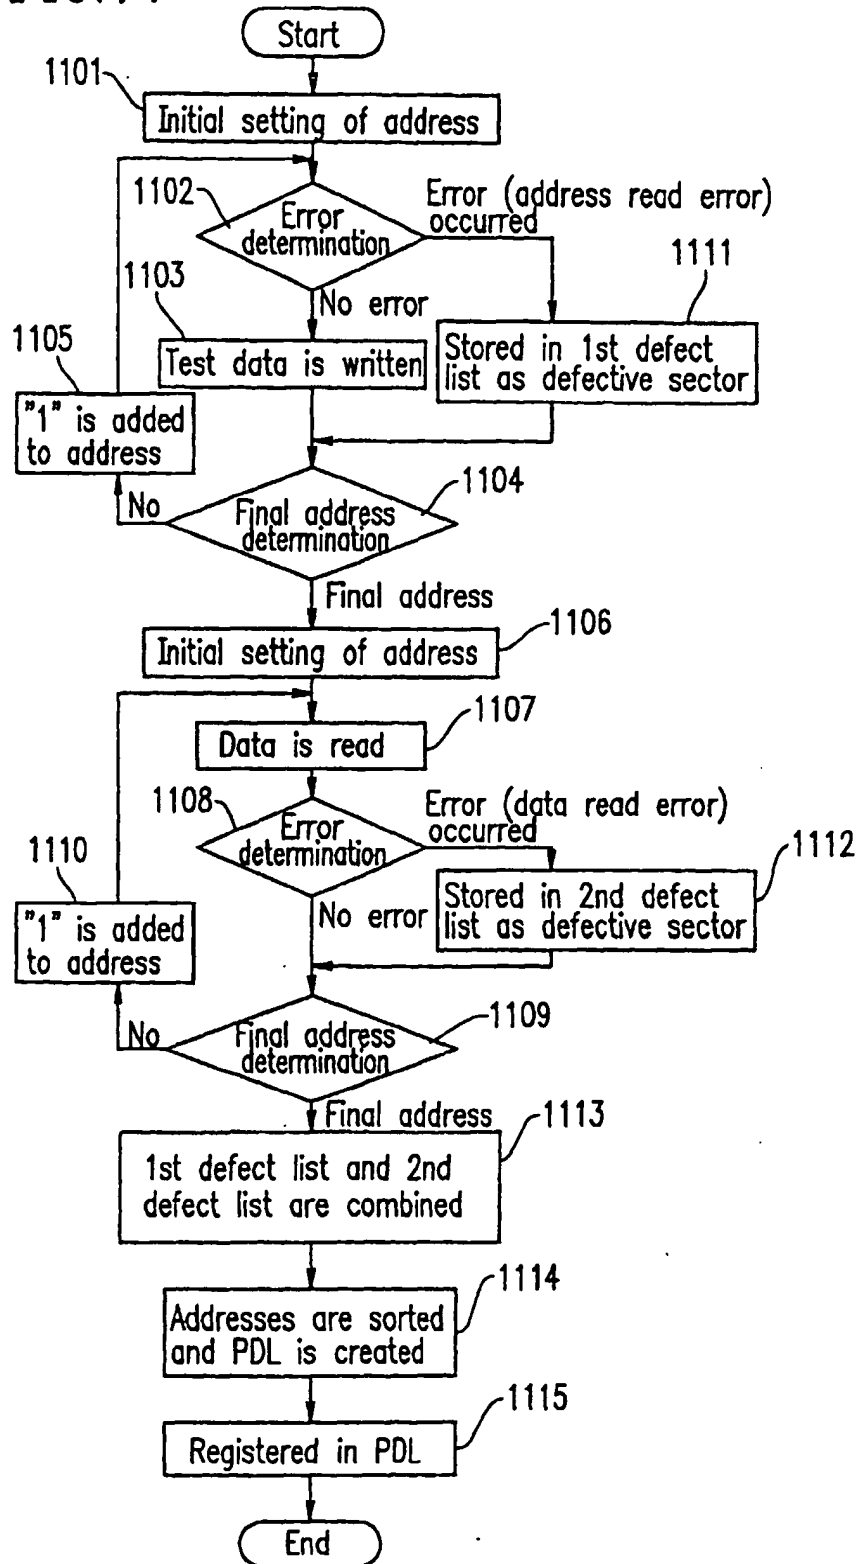 Start
1101
Initial setting of address
1102
Error
determination
Error (address read error)
occurred
1103
No error
1111
Test data is written
Stored in 1st defect
list as defective sector
1105
"1" is added
to address
1104
No
Final address
determination
Final address
1106
Initial setting of address
1107
Data is read
1108
Error
determination
Error (data read error)
occurred
1112
1110
No error
Stored in 2nd defect
list as defective sector
"1" is added
to address
1109
No
Final address
determination
Final address
1113
1st defect list and 2nd
defect list are combined
1114
Addresses are sorted
and PDL is created
1115
Registered in PDL
End